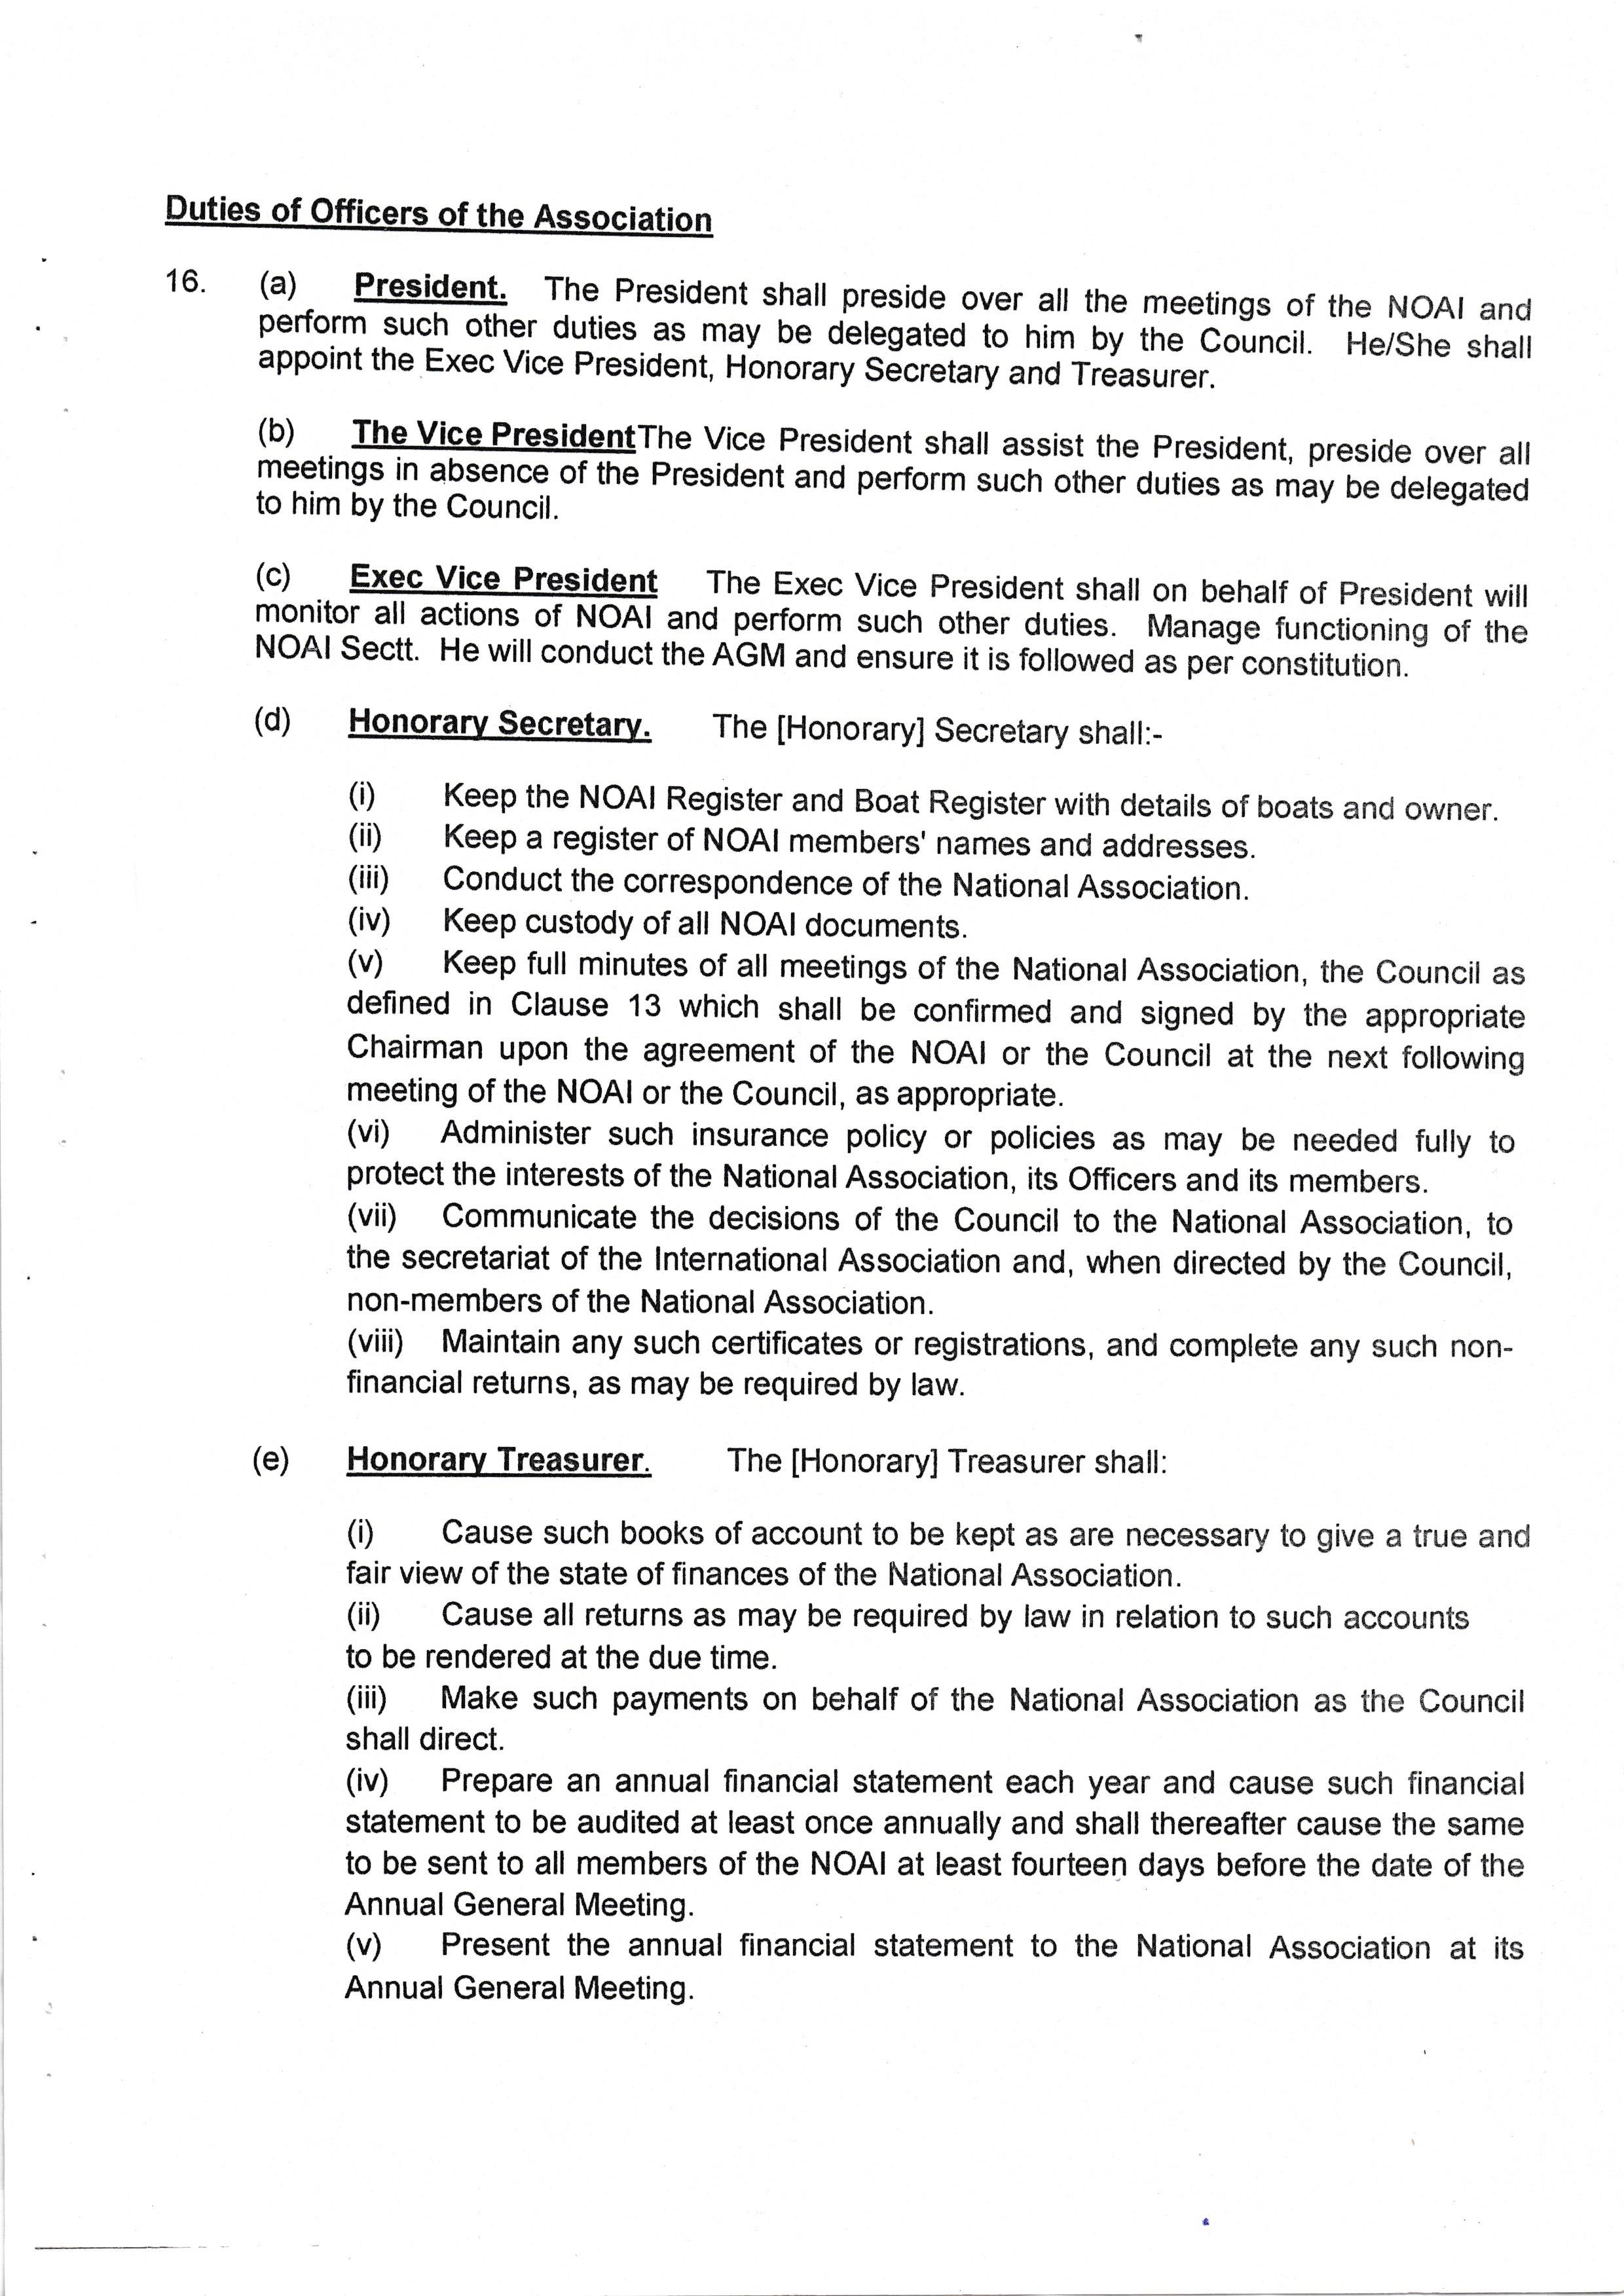 Duties of Officers of the Association
16. (a) President. The President shall preside over all the meetings of the NOAI and
perform such other duties as may be delegated to him by the Council. He/She shall
appoint the Exec Vice President, Honorary Secretary and Treasurer.
(b) The Vice PresidentThe Vice President shall assist the President, preside over all
meetings in absence of the President and perform such other duties as may be delegated
to him by the Council.
(c) Exec Vice President The Exec Vice President shall on behalf of President will
monitor all actions of NOAI and perform such other duties. Manage functioning of the
NOAI Sectt. He will conduct the AGM and ensure it is followed as per constitution.
(d) Honorary Secretary. The [Honorary] Secretary shall:-
(i) Keep the NOAI Register and Boat Register with details of boats and owner.
(ii) Keep a register of NOAI members' names and addresses.
(iii) Conduct the correspondence of the National Association.
(iv) Keep custody of all NOAI documents.
(v) Keep full minutes of all meetings of the National Association, the Council as
defined in Clause 13 which shall be confirmed and signed by the appropriate
Chairman upon the agreement of the NOAI or the Council at the next following
meeting of the NOAI or the Council, as appropriate.
(vi) Administer such insurance policy or policies as may be needed fully to
protect the interests of the National Association, its Officers and its members.
(vii) Communicate the decisions of the Council to the National Association, to
the secretariat of the International Association and, when directed by the Council,
non-members of the National Association.
(viii) Maintain any such certificates or registrations, and complete any such non-
financial returns, as may be required by law.
(e) Honorary Treasurer. The [Honorary] Treasurer shall:
(i) Cause such books of account to be kept as are necessary to give a true and
fair view of the state of finances of the National Association.
(ii) Cause all returns as may be required by law in relation to such accounts
to be rendered at the due time.
(iii) Make such payments on behalf of the National Association as the Council
shall direct.
(iv) Prepare an annual financial statement each year and cause such financial
statement to be audited at least once annually and shall thereafter cause the same
to be sent to all members of the NOAI at least fourteen days before the date of the
Annual General Meeting.
(v) Present the annual financial statement to the National Association at its
Annual General Meeting.